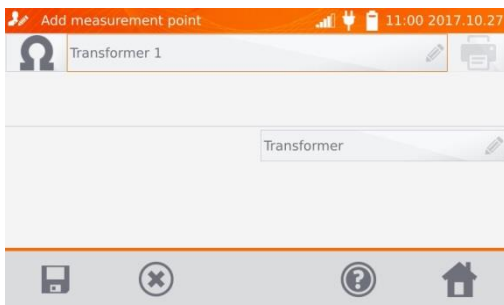 Add measurement point 11:00 2017.10.27
Transformer 1
Transformer